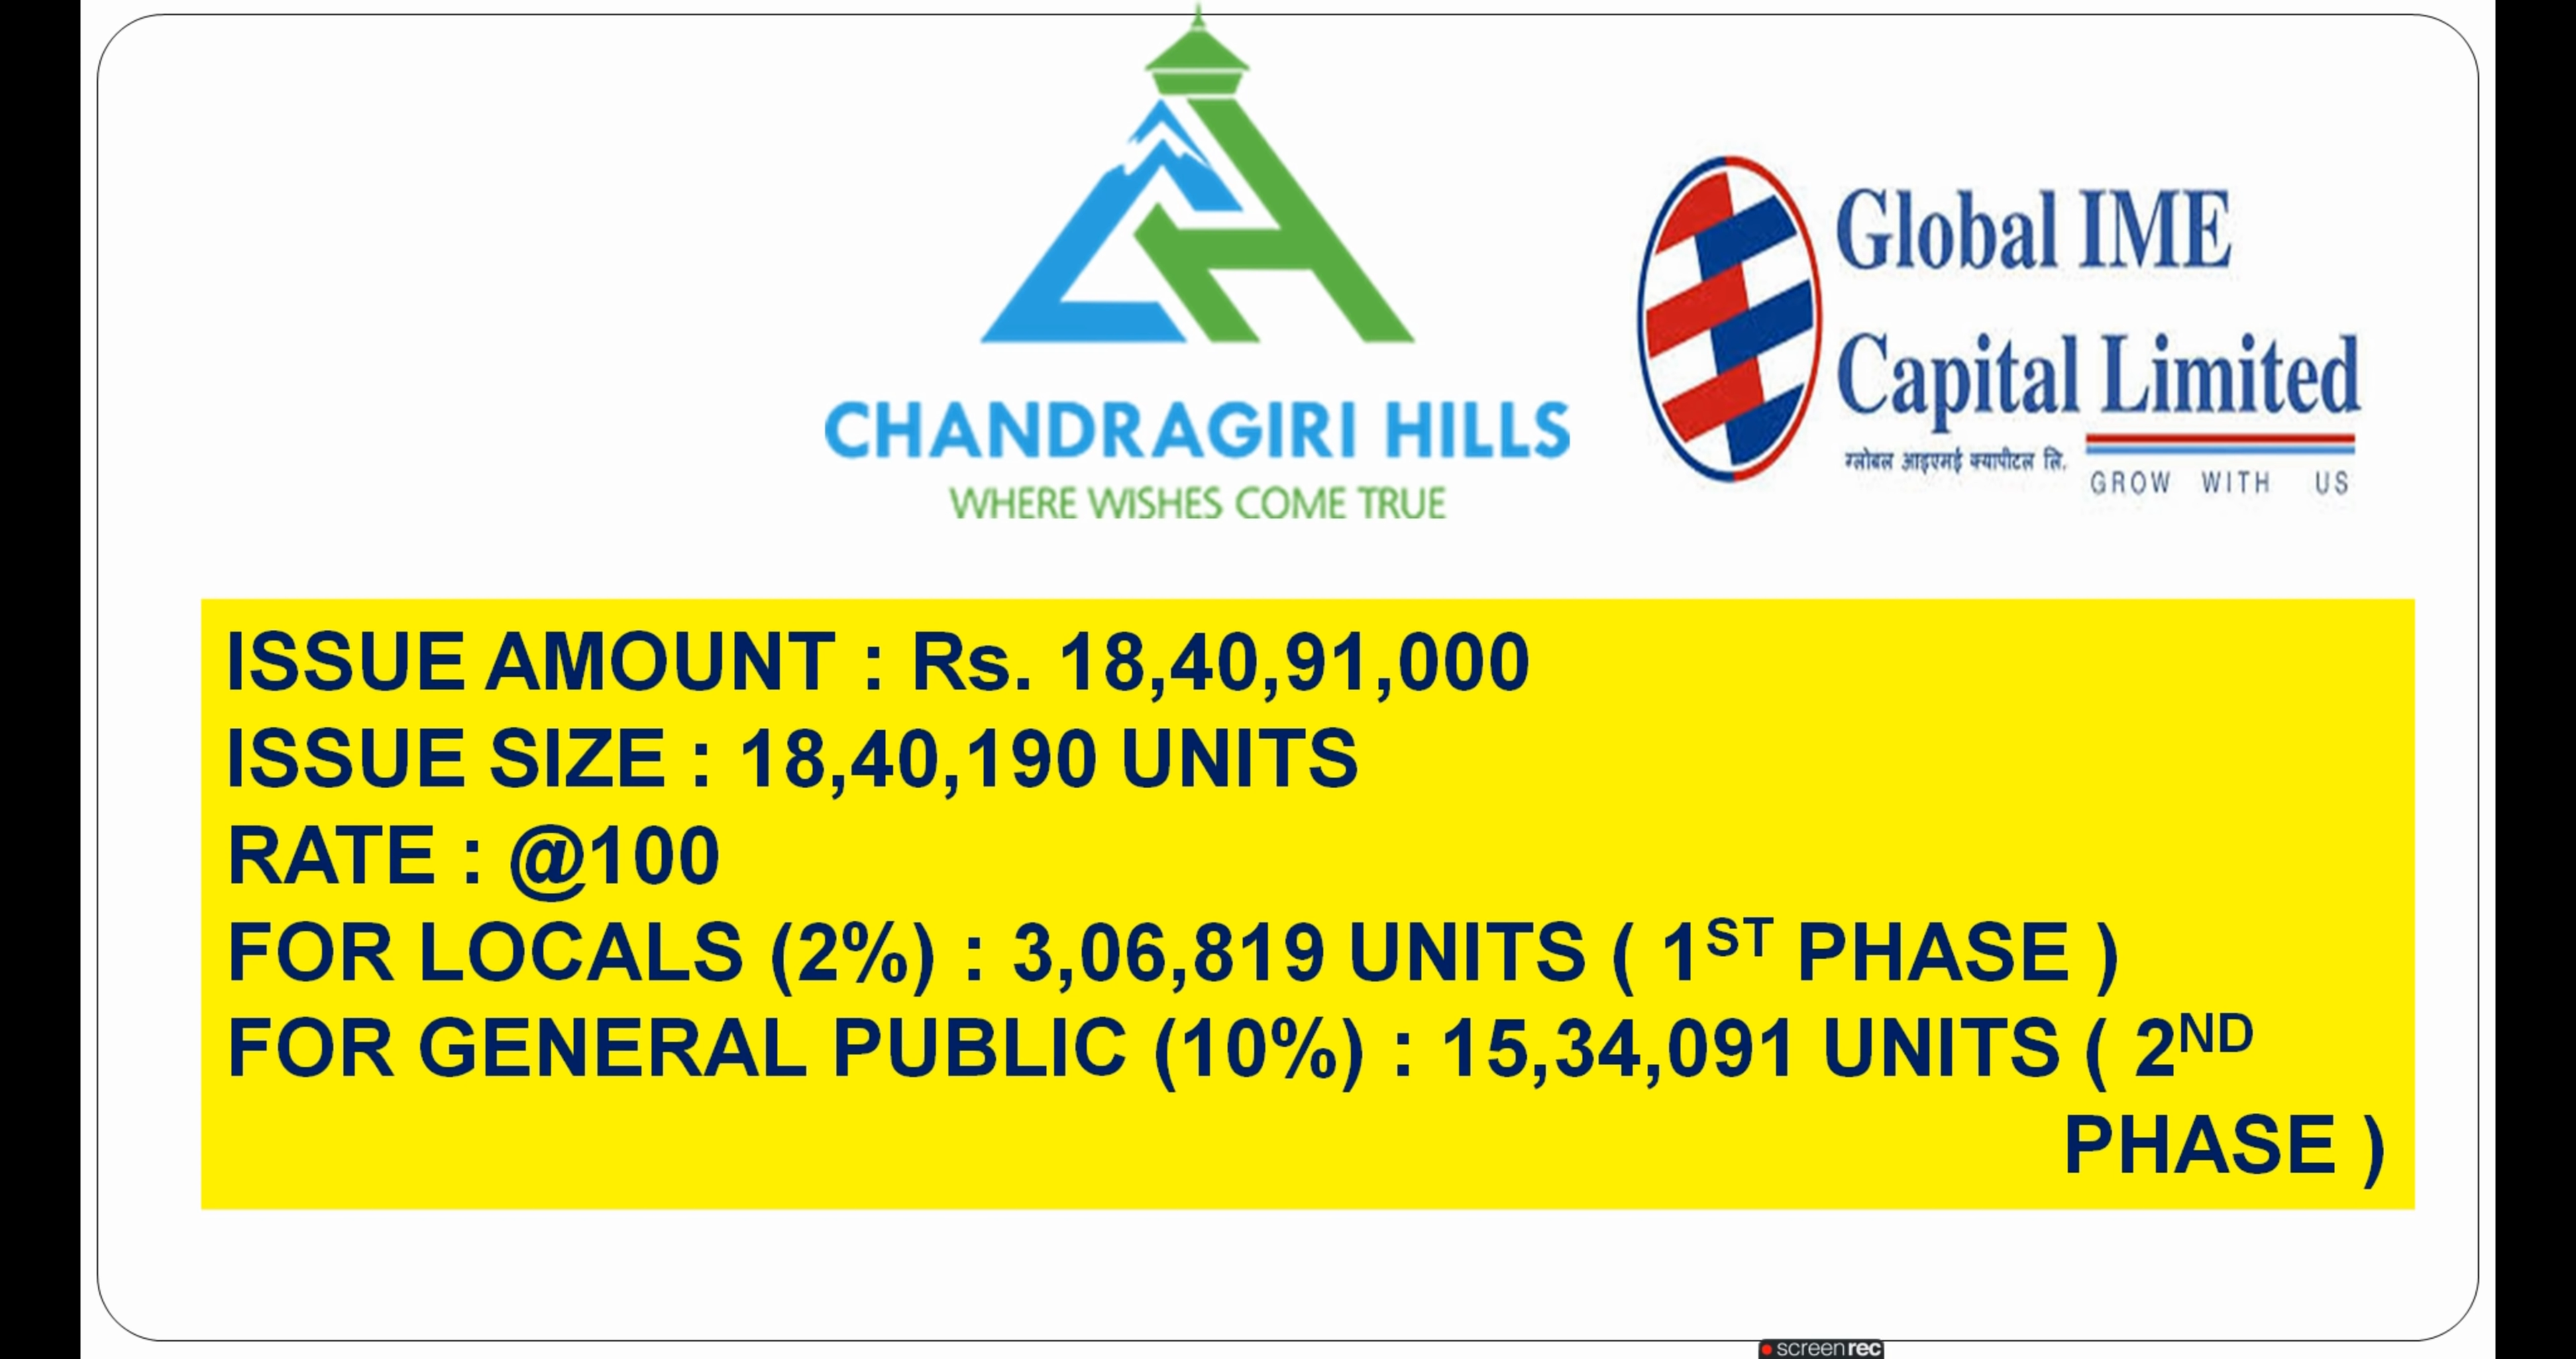 CHANDRAGIRI HILLS
WHERE WISHES COME TRUE
Global IME
Capital Limited
ग्लोबल आइएमई क्यापीटल लि.
GROW WITH US
ISSUE AMOUNT : Rs. 18,40,91,000
ISSUE SIZE : 18,40,190 UNITS
RATE : @100
FOR LOCALS (2%) : 3,06,819 UNITS ( 1ST PHASE )
FOR GENERAL PUBLIC (10%) : 15,34,091 UNITS ( 2ND
PHASE )
screenrec